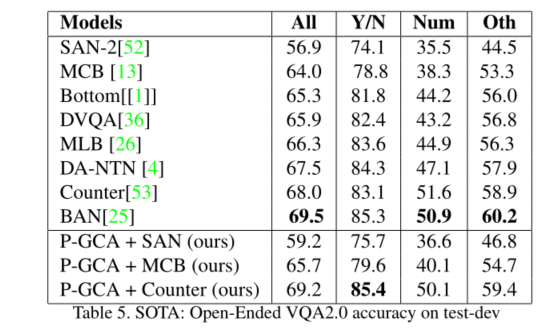 Models All Y/N Num Oth
SAN-2[52] 56.9 74.1 35.5 44.5
MCB [13] 64.0 78.8 38.3 53.3
Bottom[[1]] 65.3 81.8 44.2 56.0
DVQA[36] 65.9 82.4 43.2 56.8
MLB [26] 66.3 83.6 44.9 56.3
DA-NTN [4] 67.5 84.3 47.1 57.9
Counter[53] 68.0 83.1 51.6 58.9
BAN[25] 69.5 85.3 50.9 60.2
P-GCA + SAN (ours) 59.2 75.7 36.6 46.8
P-GCA + MCB (ours) 65.7 79.6 40.1 54.7
P-GCA + Counter (ours) 69.2 85.4 50.1 59.4
Table 5. SOTA: Open-Ended VQA2.0 accuracy on test-dev